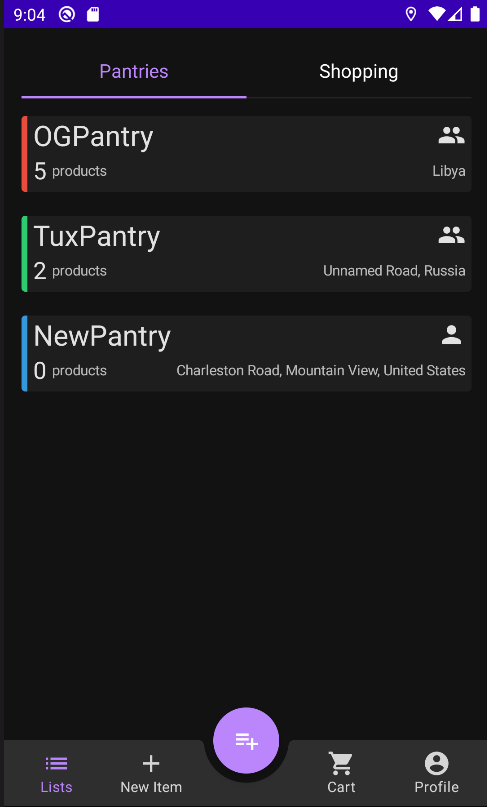 9:04
Pantries Shopping
OGPantry
5 products Libya
TuxPantry
2 products Unnamed Road, Russia
NewPantry
0 products Charleston Road, Mountain View, United States
Lists New Item Cart Profile